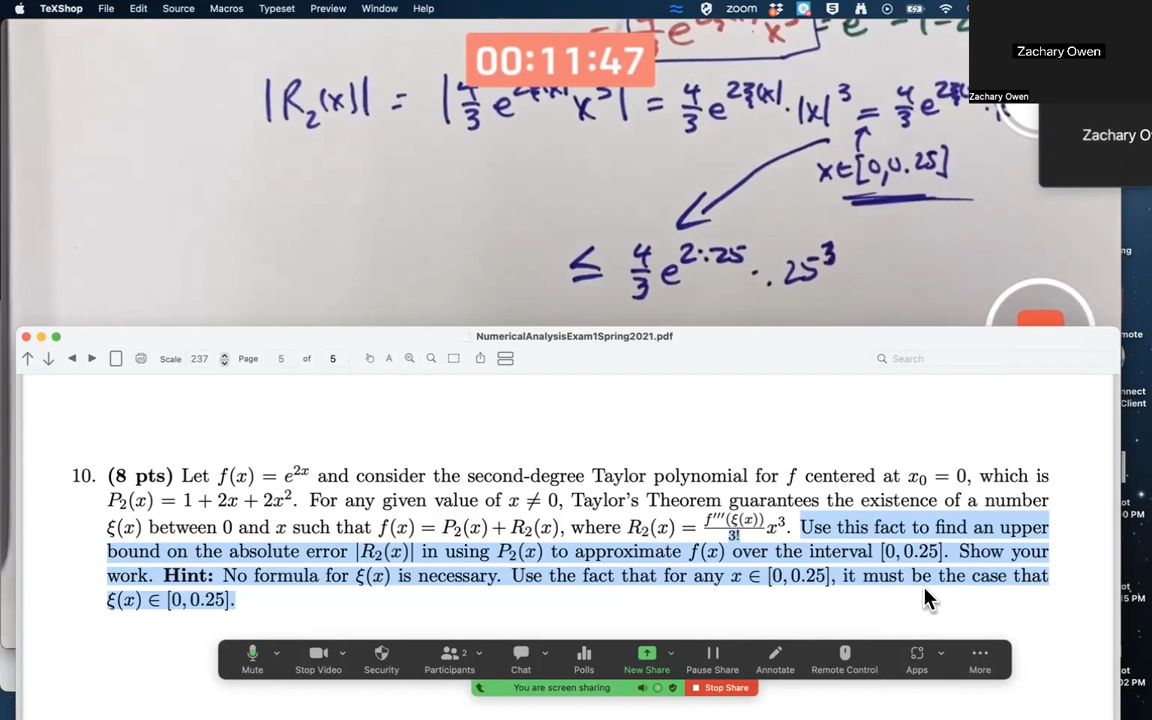 TeXShop File Edit Source Macros Typeset Preview Window Help zoom
00:11:47
Zachary Owen
Zachary Owen
Zachary O
|R₂(x)| = |4/3 e^{2ξ(x)} x³| = 4/3 e^{2ξ(x)} · |x|³ = 4/3 e^{2ξ(x)}
x ∈ [0, 0.25]
≤ 4/3 e^{2·.25} · .25³
NumericalAnalysisExam1Spring2021.pdf
Scale 237 Page 5 of 5 A Search
10. (8 pts) Let f(x) = e^{2x} and consider the second-degree Taylor polynomial for f centered at x₀ = 0, which is
P₂(x) = 1 + 2x + 2x². For any given value of x ≠ 0, Taylor's Theorem guarantees the existence of a number
ξ(x) between 0 and x such that f(x) = P₂(x) + R₂(x), where R₂(x) = f'''(ξ(x))/3! x³. Use this fact to find an upper
bound on the absolute error |R₂(x)| in using P₂(x) to approximate f(x) over the interval [0, 0.25]. Show your
work. Hint: No formula for ξ(x) is necessary. Use the fact that for any x ∈ [0, 0.25], it must be the case that
ξ(x) ∈ [0, 0.25].
Mute Stop Video Security Participants 2 Chat Polls New Share Pause Share Annotate Remote Control Apps More
You are screen sharing Stop Share